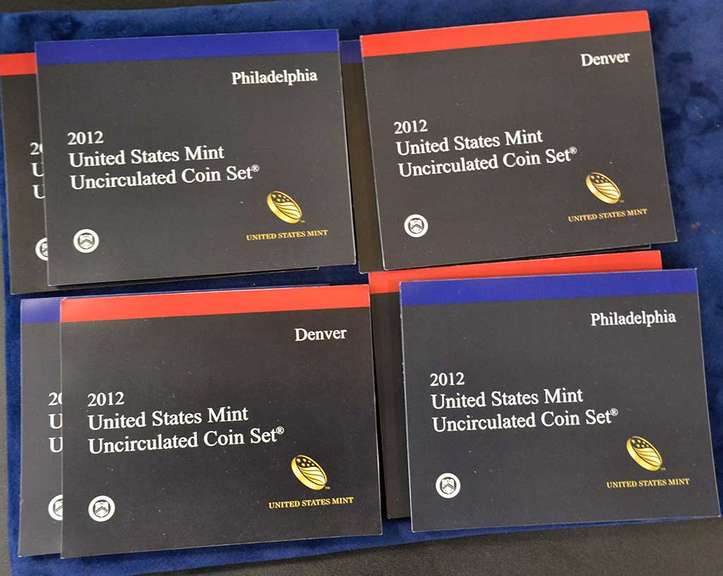 Philadelphia
2012
United States Mint
Uncirculated Coin Set®
UNITED STATES MINT
Denver
2012
United States Mint
Uncirculated Coin Set®
UNITED STATES MINT
20
U
U
Denver
2012
United States Mint
Uncirculated Coin Set®
UNITED STATES MINT
Philadelphia
2012
United States Mint
Uncirculated Coin Set®
UNITED STATES MINT
20
U
U